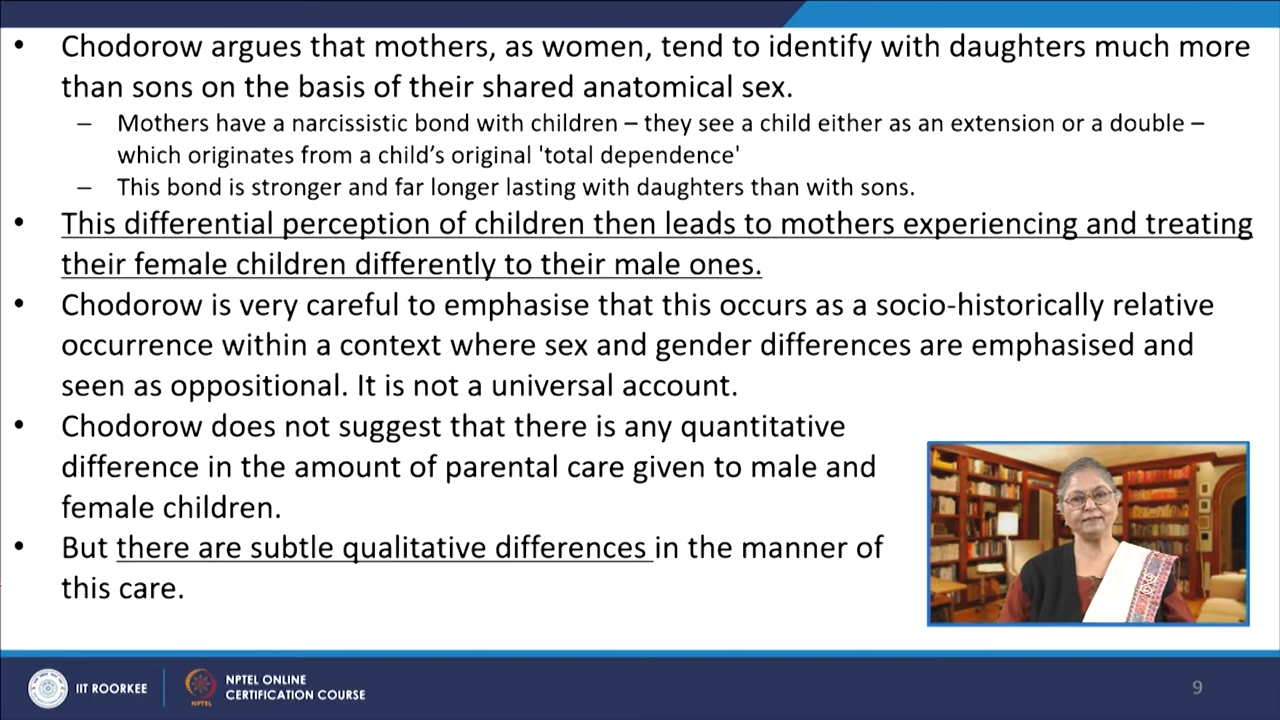 • Chodorow argues that mothers, as women, tend to identify with daughters much more
than sons on the basis of their shared anatomical sex.
– Mothers have a narcissistic bond with children – they see a child either as an extension or a double –
which originates from a child’s original 'total dependence'
– This bond is stronger and far longer lasting with daughters than with sons.
• This differential perception of children then leads to mothers experiencing and treating
their female children differently to their male ones.
• Chodorow is very careful to emphasise that this occurs as a socio-historically relative
occurrence within a context where sex and gender differences are emphasised and
seen as oppositional. It is not a universal account.
• Chodorow does not suggest that there is any quantitative
difference in the amount of parental care given to male and
female children.
• But there are subtle qualitative differences in the manner of
this care.
IIT ROORKEE
NPTEL
NPTEL ONLINE
CERTIFICATION COURSE
9